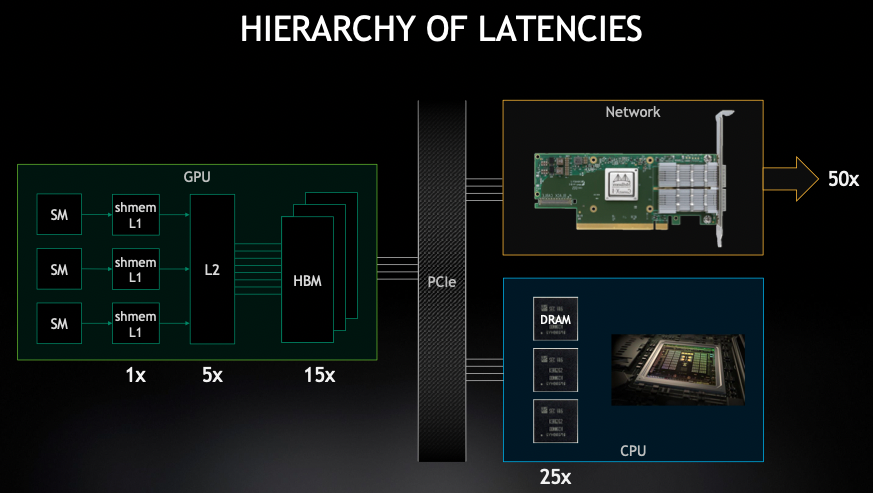 HIERARCHY OF LATENCIES
Network
50x
GPU
SM
shmem
L1
SM
shmem
L1
SM
shmem
L1
L2
HBM
1x
5x
15x
PCIe
DRAM
CPU
25x